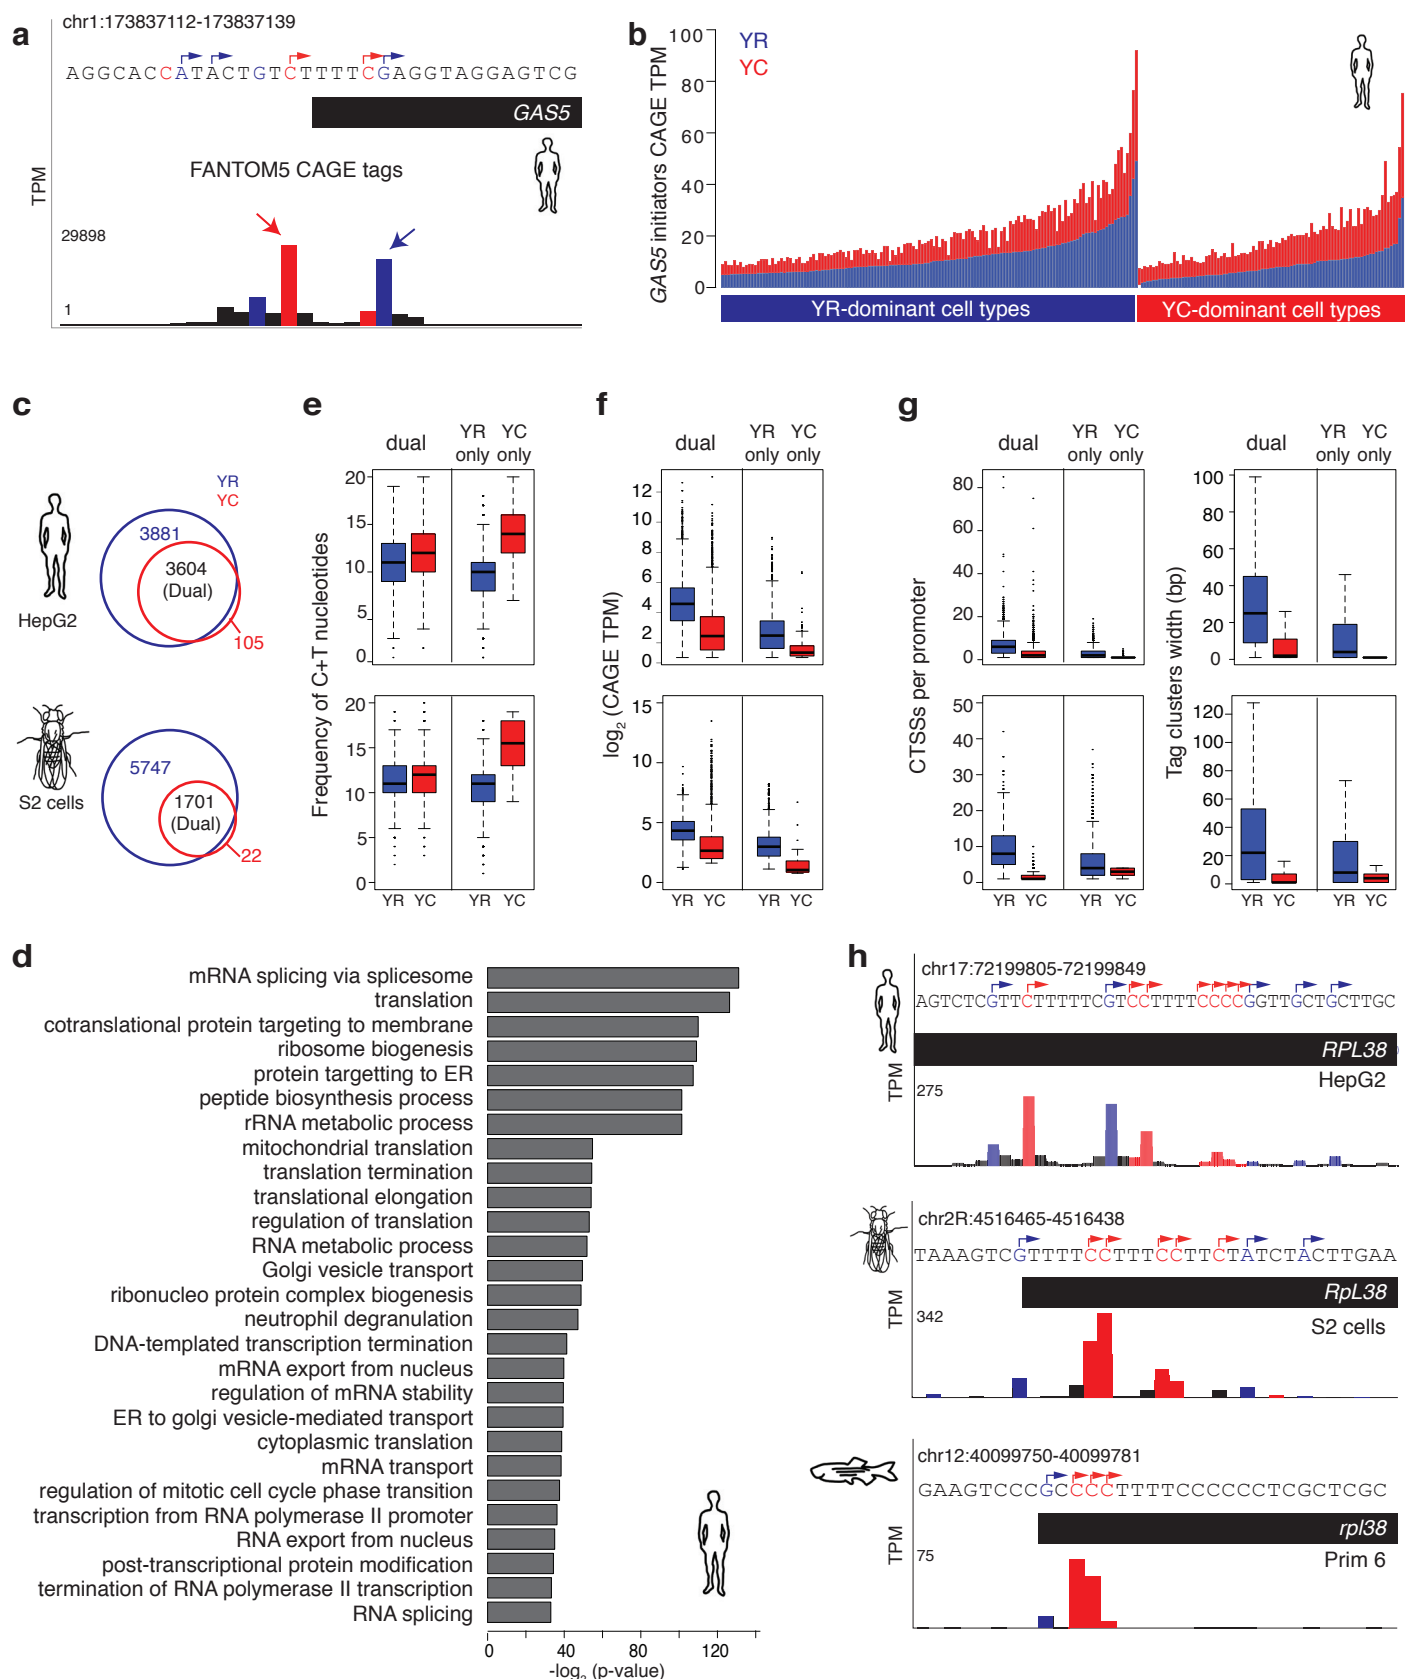 a
chr1:173837112-173837139
AGGCACCATACTGTCTTTTCGAGGTAGGAGTCG
GAS5
FANTOM5 CAGE tags
TPM
29898
1
b
YR
YC
GAS5 initiators CAGE TPM
100
80
60
40
20
0
YR-dominant cell types
YC-dominant cell types
c
YR
YC
3881
3604
(Dual)
105
HepG2
5747
1701
(Dual)
22
S2 cells
e
dual
YR only
YC only
Frequency of C+T nucleotides
20
15
10
5
0
20
15
10
5
0
YR YC YR YC
f
dual
YR only
YC only
log2 (CAGE TPM)
12
10
8
6
4
2
0
15
10
5
0
YR YC YR YC
g
dual
YR only
YC only
CTSSs per promoter
80
60
40
20
0
50
40
30
20
10
0
YR YC YR YC
dual
YR only
YC only
Tag clusters width (bp)
100
80
60
40
20
0
120
100
80
60
40
20
0
YR YC YR YC
d
mRNA splicing via splicesome
translation
cotranslational protein targeting to membrane
ribosome biogenesis
protein targetting to ER
peptide biosynthesis process
rRNA metabolic process
mitochondrial translation
translation termination
translational elongation
regulation of translation
RNA metabolic process
Golgi vesicle transport
ribonucleo protein complex biogenesis
neutrophil degranulation
DNA-templated transcription termination
mRNA export from nucleus
regulation of mRNA stability
ER to golgi vesicle-mediated transport
cytoplasmic translation
mRNA transport
regulation of mitotic cell cycle phase transition
transcription from RNA polymerase II promoter
RNA export from nucleus
post-transcriptional protein modification
termination of RNA polymerase II transcription
RNA splicing
0 40 80 120
-log2 (p-value)
h
chr17:72199805-72199849
AGTCTCGTTCTTTTTCGTCCTTTTCCCCGGTTGCTGCTTGC
RPL38
HepG2
TPM
275
chr2R:4516465-4516438
TAAAGTCGTTTTCCTTTCCTTCTATCTACTTGAA
RpL38
S2 cells
TPM
342
chr12:40099750-40099781
GAAGTCCCGCCCCTTTTCCCCCCTCGCTCGC
rpl38
Prim 6
TPM
75